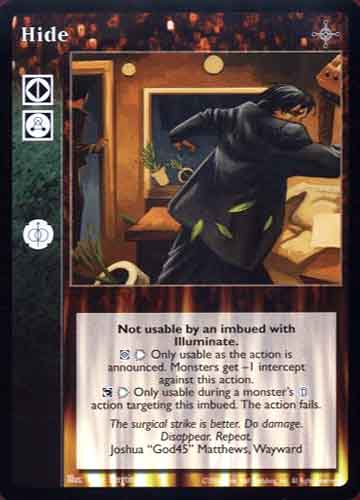 Hide
Not usable by an imbued with
Illuminate.
Only usable as the action is
announced. Monsters get –1 intercept
against this action.
Only usable during a monster's
action targeting this imbued. The action fails.
The surgical strike is better. Do damage.
Disappear. Repeat.
Joshua "God45" Matthews, Wayward
Illus: